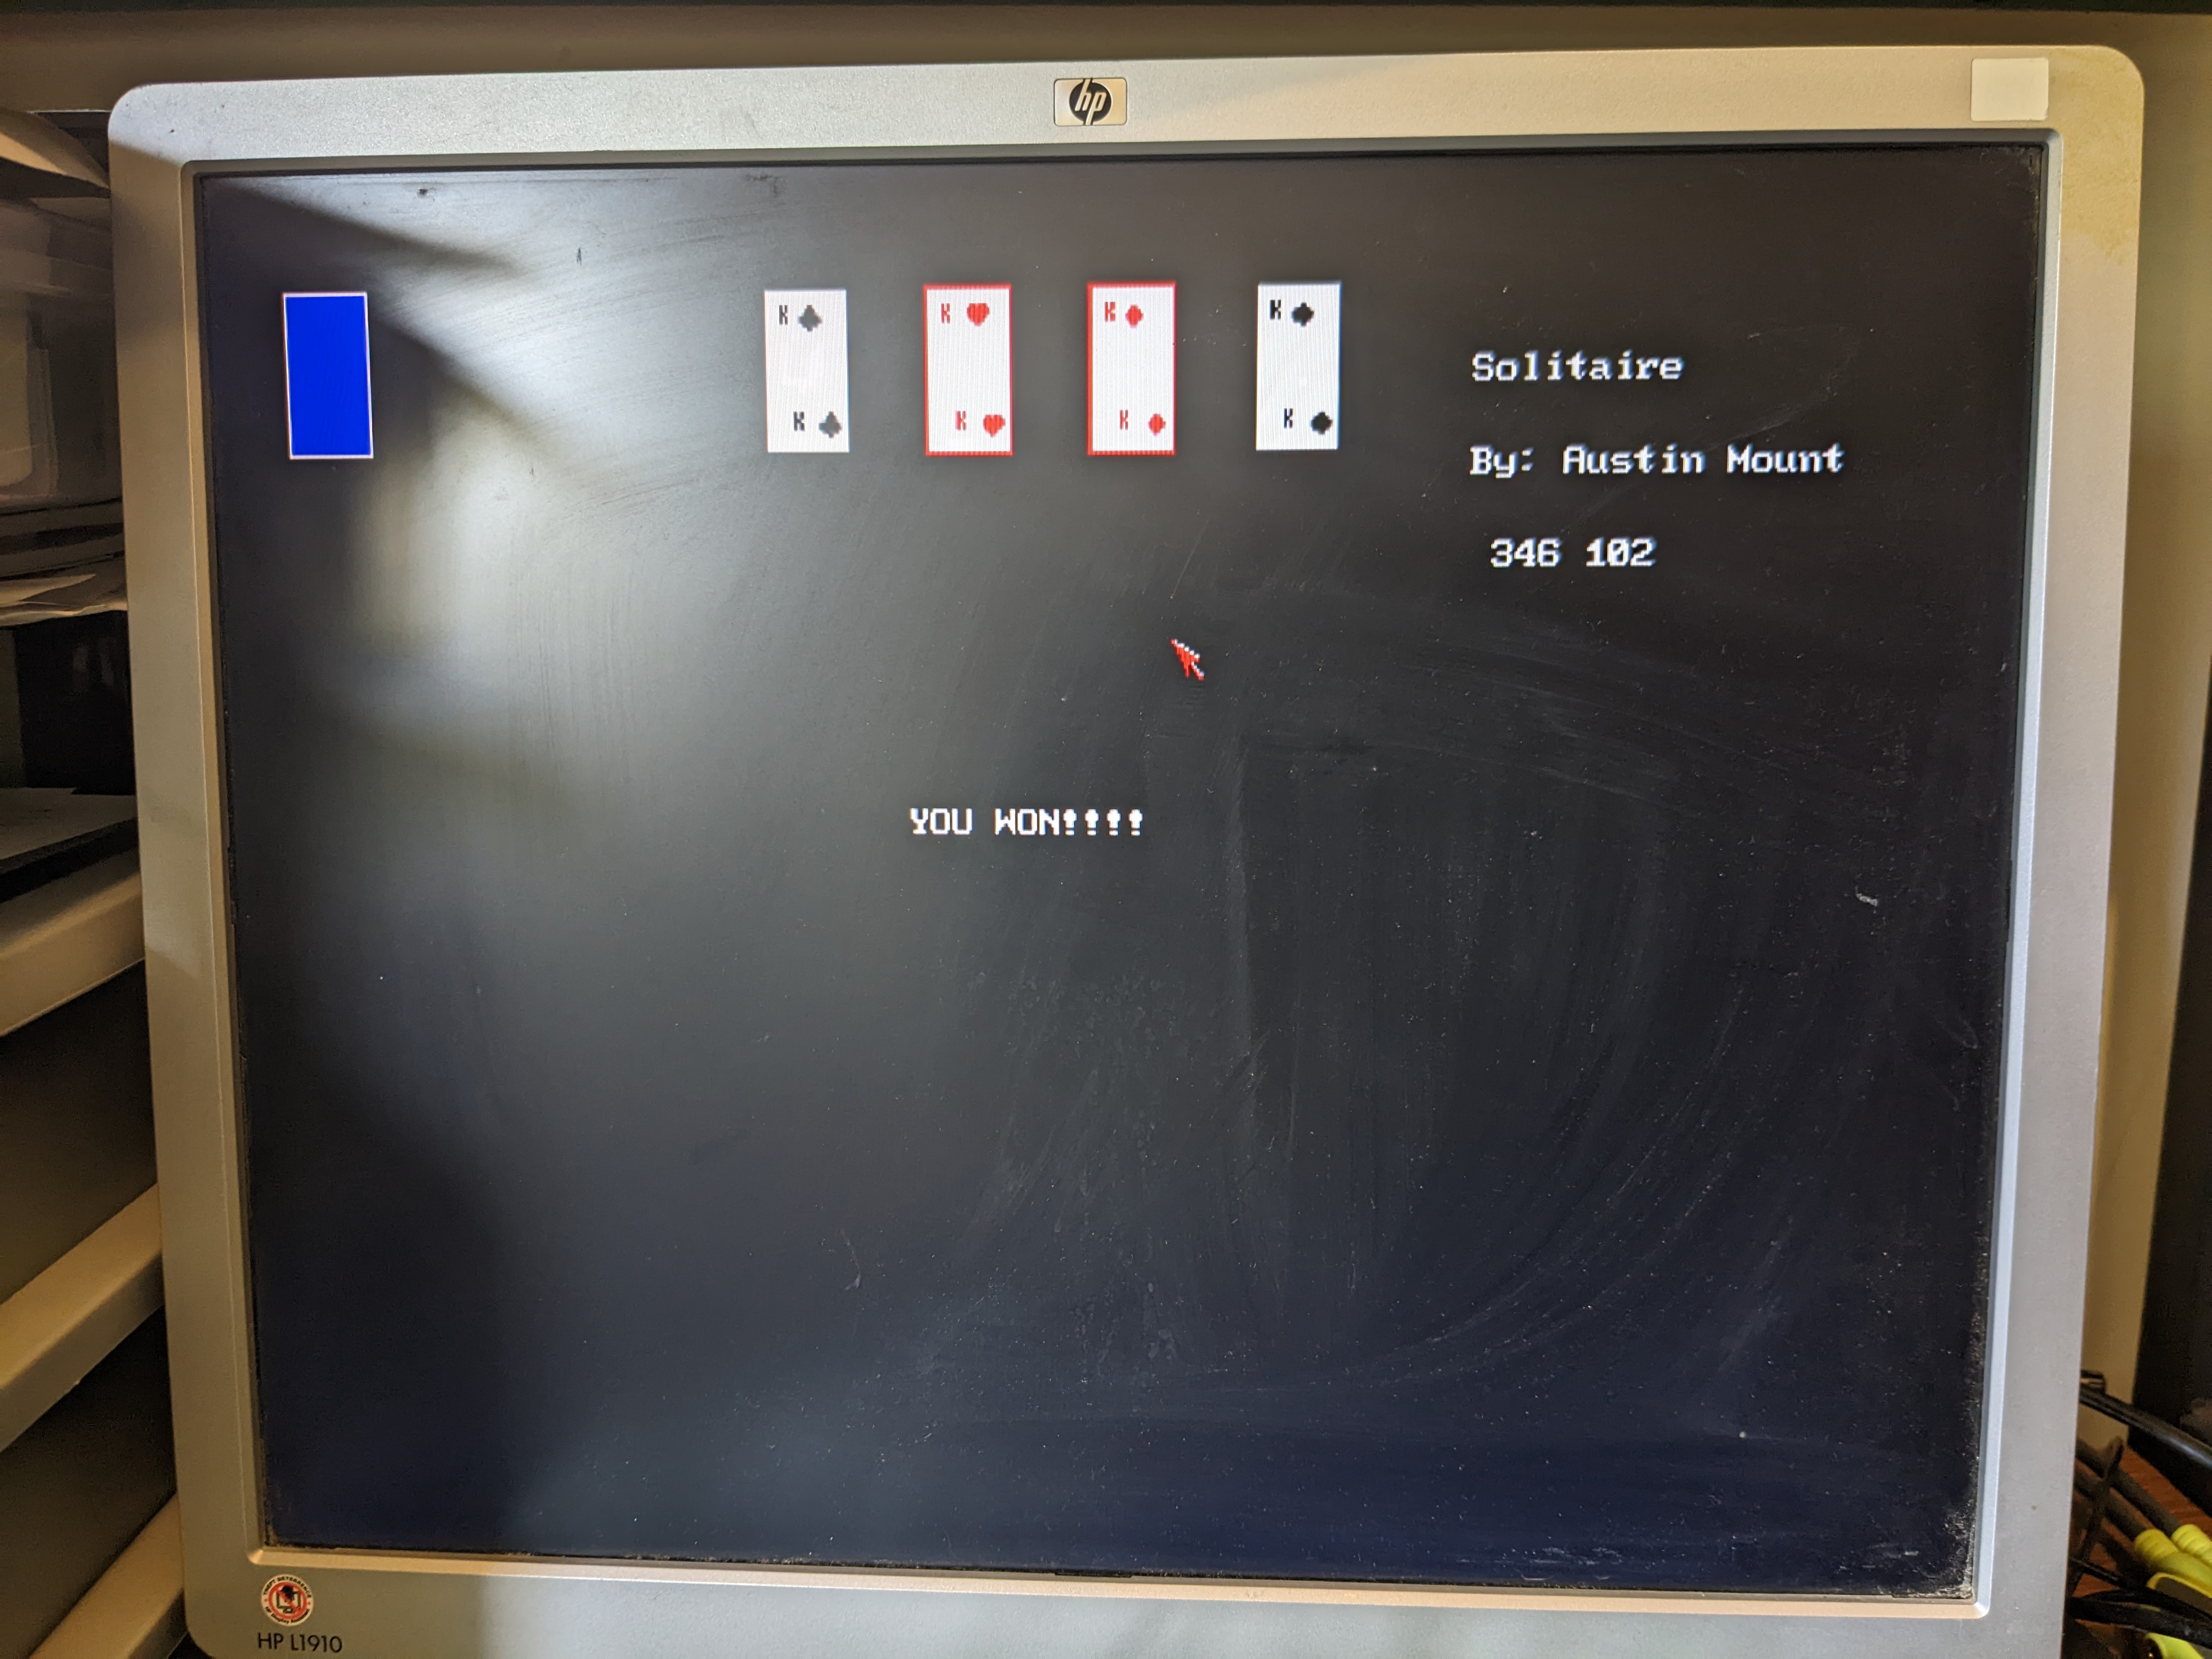 hp
K K K K
K K K K
Solitaire
By: Austin Mount
346 102
YOU WON!!!!
HP L1910